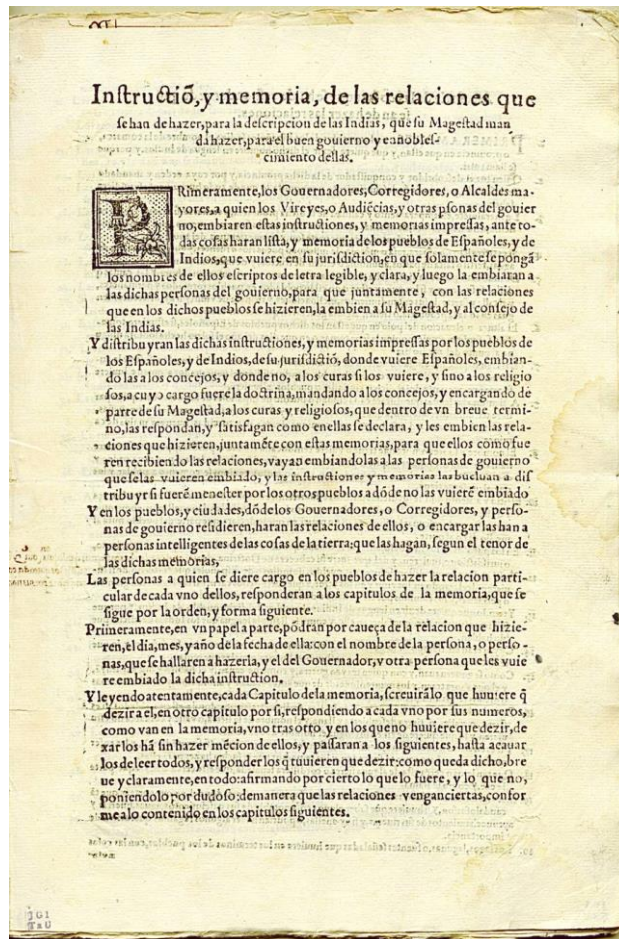 Instructiõ, y memoria, de las relaciones que
se han de hazer, para la descripcion de las Indias, que su Magestad man
da hazer, para el buen gouierno y ennobles-
cimiento dellas.
PRimeramente, los Gouernadores, Corregidores, o Alcaldes ma-
yores, a quien los Vireyes, o Audiẽcias, y otras psonas del gouier
no, embiaren estas instructiones, y memorias impressas, ante to-
das cosas haran lista, y memoria de los pueblos de Españoles, y de
Indios, que vuiere en su jurisdiction, en que solamente se pongã
los nombres de ellos escriptos de letra legible, y clara, y luego la embiaran a
las dichas personas del gouierno, para que juntamente, con las relaciones
que en los dichos pueblos se hizieren, la embien a su Magestad, y al consejo de
las Indias.
Y distribuyran las dichas instructiones, y memorias impressas por los pueblos de
los Españoles, y de Indios, de su jurisdictiõ, donde vuiere Españoles, embian-
do las a los concejos, y donde no, a los curas si los vuiere, y sino a los religio
sos, a cuyo cargo fuere la doctrina, mandando a los concejos, y encargando de
parte de su Magestad, a los curas y religiosos, que dentro de vn breue termi-
no, las respondan, y satisfagan como en ellas se declara, y les embien las rela-
ciones que hizieren, juntamẽte con estas memorias, para que ellos como fue
ren recibiendo las relaciones, vayan embiandolas a las personas de gouierno
que se las vuieren embiado, y las instructiones y memorias las bueluan a dis
tribuyr si fuerẽ menester por los otros pueblos a dõde no las vuierẽ embiado
Y en los pueblos, y ciudades, dõde los Gouernadores, o Corregidores, y perso-
nas de gouierno residieren, haran las relaciones de ellos, o encargar las han a
personas intelligentes de las cosas de la tierra: que las hagan, segun el tenor de
las dichas memorias,
Las personas a quien se diere cargo en los pueblos de hazer la relacion parti-
cular de cada vno dellos, responderan a los capitulos de la memoria, que se
sigue por la orden, y forma siguiente.
Primeramente, en vn papel a parte, põdran por caueça de la relacion que hizie-
ren, el dia, mes, y año de la fecha de ella: con el nombre de la persona, o perso-
nas, que se hallaren a hazerla, y el del Gouernador, v otra persona que les vuie
re embiado la dicha instruction.
Y leyendo atentamente, cada Capitulo de la memoria, screuirã lo que huuiere q̃
dezir a el, en otro capitulo por si, respondiendo a cada vno por sus numeros,
como van en la memoria, vno tras otro y en los que no huuiere que dezir, de
xarlos hã sin hazer mẽcion de ellos, y passaran a los siguientes, hasta acauar
los de leer todos, y responder los q̃ tuuieren que dezir: como queda dicho, bre
ue y claramente, en todo: afirmando por cierto lo que lo fuere, y lo que no,
poniendolo por dudoso: demanera que las relaciones vengan ciertas, confor
me a lo contenido en los capitulos siguientes.
JGI